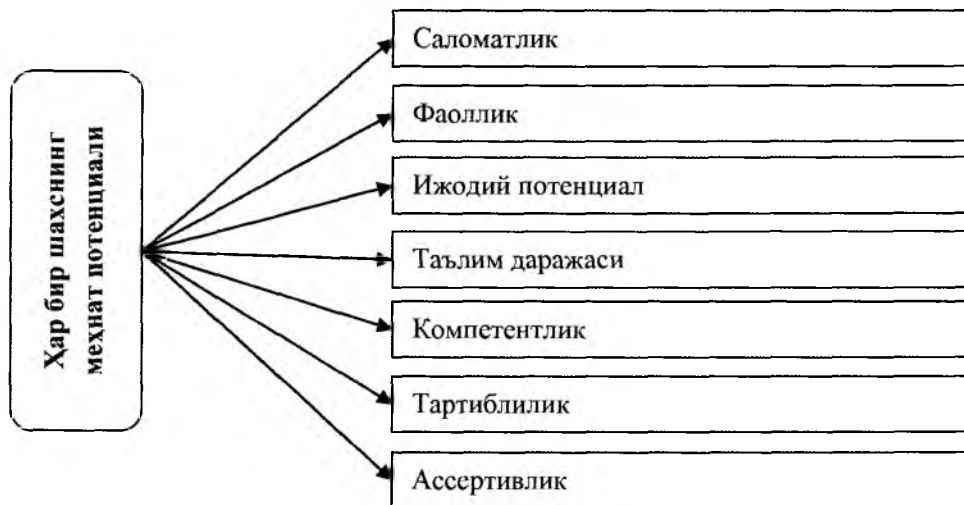 Ҳар бир шахснинг
меҳнат потенциали
Саломатлик
Фаоллик
Ижодий потенциал
Таълим даражаси
Компетентлик
Тартиблилик
Ассертивлик